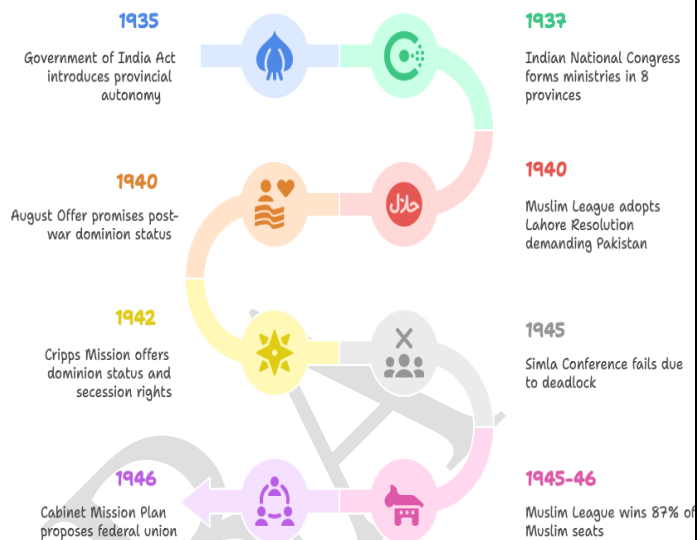 1935
Government of India Act
introduces provincial
autonomy
1937
Indian National Congress
forms ministries in 8
provinces
1940
Muslim League adopts
Lahore Resolution
demanding Pakistan
حلال
1940
August Offer promises post-
war dominion status
1942
Cripps Mission offers
dominion status and
secession rights
1945
Simla Conference fails due
to deadlock
1945-46
Muslim League wins 87% of
Muslim seats
1946
Cabinet Mission Plan
proposes federal union